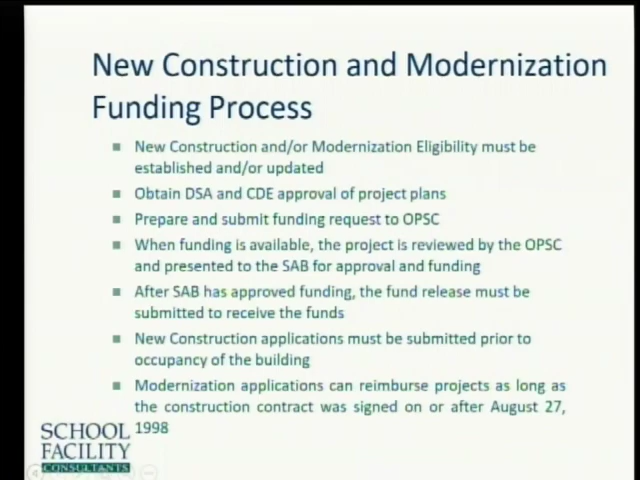 New Construction and Modernization
Funding Process
New Construction and/or Modernization Eligibility must be
established and/or updated
Obtain DSA and CDE approval of project plans
Prepare and submit funding request to OPSC
When funding is available, the project is reviewed by the OPSC
and presented to the SAB for approval and funding
After SAB has approved funding, the fund release must be
submitted to receive the funds
New Construction applications must be submitted prior to
occupancy of the building
Modernization applications can reimburse projects as long as
the construction contract was signed on or after August 27,
1998
SCHOOL
FACILITY
CONSULTANTS